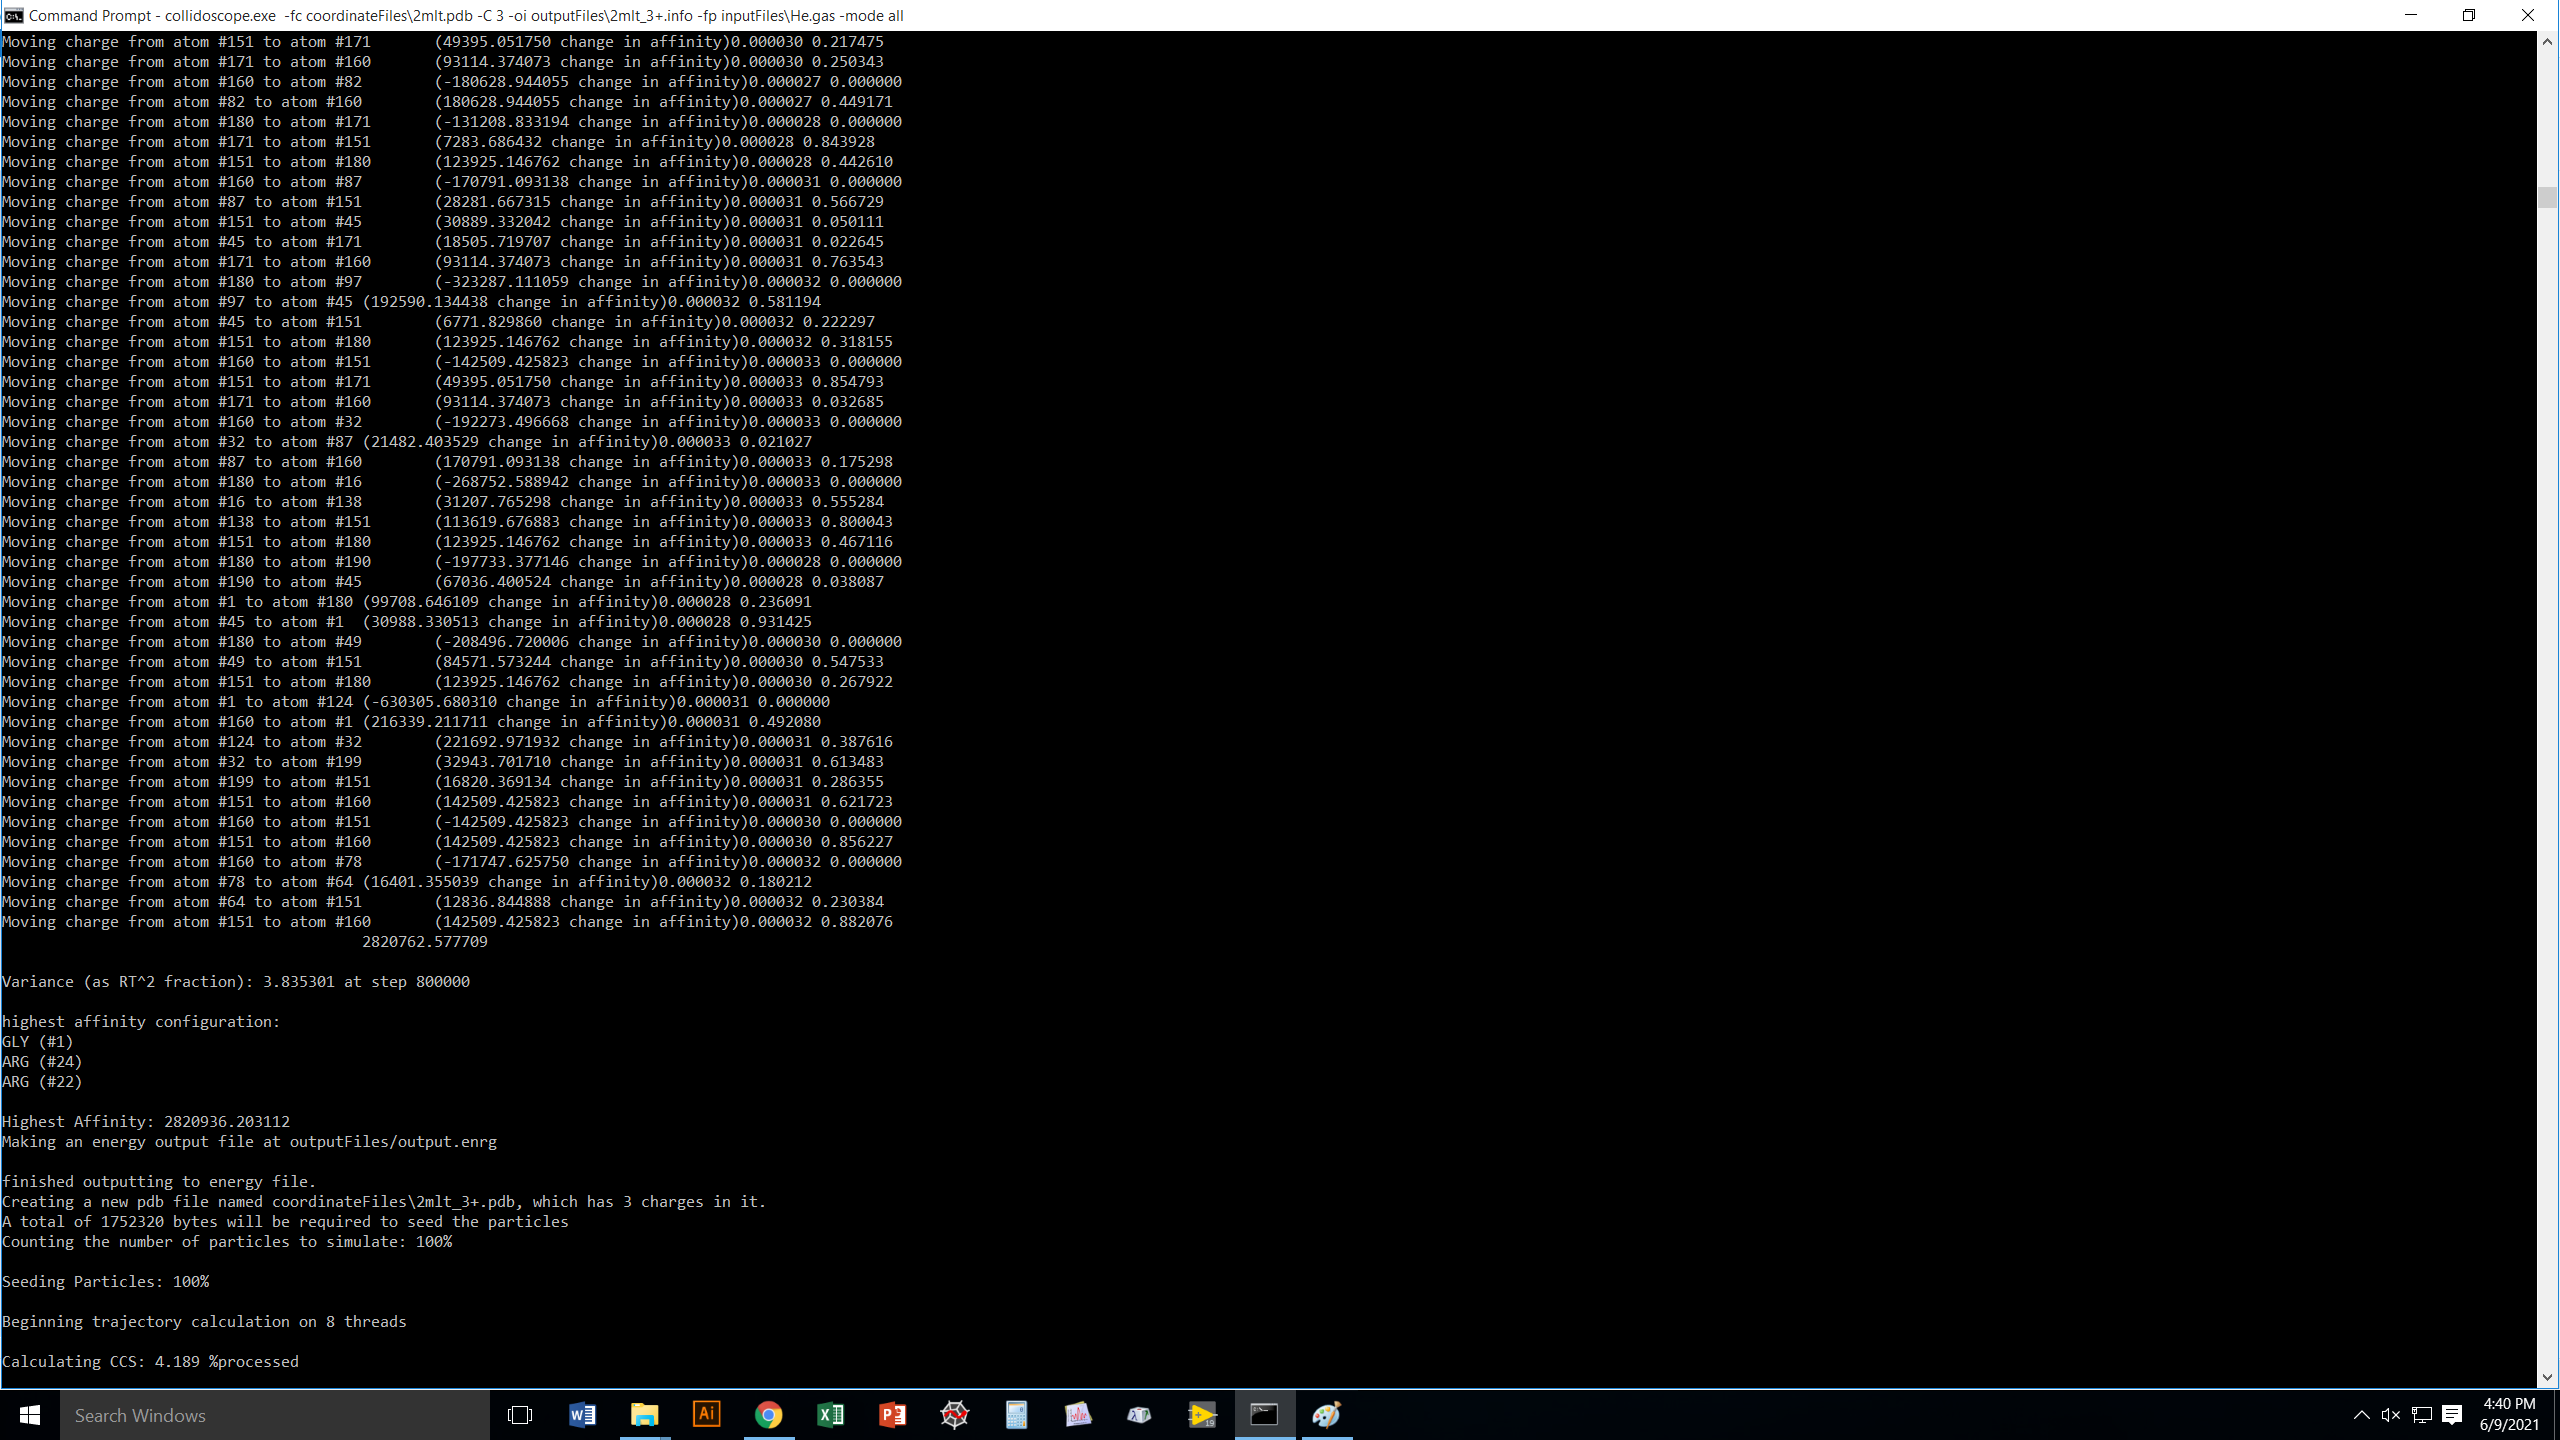 Command Prompt - collidoscope.exe  -fc coordinateFiles\2mlt.pdb -C 3 -oi outputFiles\2mlt_3+.info -fp inputFiles\He.gas -mode all
Moving charge from atom #151 to atom #171	(49395.051750 change in affinity)0.000030 0.217475
Moving charge from atom #171 to atom #160	(93114.374073 change in affinity)0.000030 0.250343
Moving charge from atom #160 to atom #82	(-180628.944055 change in affinity)0.000027 0.000000
Moving charge from atom #82 to atom #160	(180628.944055 change in affinity)0.000027 0.449171
Moving charge from atom #180 to atom #171	(-131208.833194 change in affinity)0.000028 0.000000
Moving charge from atom #171 to atom #151	(7283.686432 change in affinity)0.000028 0.843928
Moving charge from atom #151 to atom #180	(123925.146762 change in affinity)0.000028 0.442610
Moving charge from atom #160 to atom #87	(-170791.093138 change in affinity)0.000031 0.000000
Moving charge from atom #87 to atom #151	(28281.667315 change in affinity)0.000031 0.566729
Moving charge from atom #151 to atom #45	(30889.332042 change in affinity)0.000031 0.050111
Moving charge from atom #45 to atom #171	(18505.719707 change in affinity)0.000031 0.022645
Moving charge from atom #171 to atom #160	(93114.374073 change in affinity)0.000031 0.763543
Moving charge from atom #180 to atom #97	(-323287.111059 change in affinity)0.000032 0.000000
Moving charge from atom #97 to atom #45 (192590.134438 change in affinity)0.000032 0.581194
Moving charge from atom #45 to atom #151	(6771.829860 change in affinity)0.000032 0.222297
Moving charge from atom #151 to atom #180	(123925.146762 change in affinity)0.000032 0.318155
Moving charge from atom #160 to atom #151	(-142509.425823 change in affinity)0.000033 0.000000
Moving charge from atom #151 to atom #171	(49395.051750 change in affinity)0.000033 0.854793
Moving charge from atom #171 to atom #160	(93114.374073 change in affinity)0.000033 0.032685
Moving charge from atom #160 to atom #32	(-192273.496668 change in affinity)0.000033 0.000000
Moving charge from atom #32 to atom #87 (21482.403529 change in affinity)0.000033 0.021027
Moving charge from atom #87 to atom #160	(170791.093138 change in affinity)0.000033 0.175298
Moving charge from atom #180 to atom #16	(-268752.588942 change in affinity)0.000033 0.000000
Moving charge from atom #16 to atom #138	(31207.765298 change in affinity)0.000033 0.555284
Moving charge from atom #138 to atom #151	(113619.676883 change in affinity)0.000033 0.800043
Moving charge from atom #151 to atom #180	(123925.146762 change in affinity)0.000033 0.467116
Moving charge from atom #180 to atom #190	(-197733.377146 change in affinity)0.000028 0.000000
Moving charge from atom #190 to atom #45	(67036.400524 change in affinity)0.000028 0.038087
Moving charge from atom #1 to atom #180 (99708.646109 change in affinity)0.000028 0.236091
Moving charge from atom #45 to atom #1  (30988.330513 change in affinity)0.000028 0.931425
Moving charge from atom #180 to atom #49	(-208496.720006 change in affinity)0.000030 0.000000
Moving charge from atom #49 to atom #151	(84571.573244 change in affinity)0.000030 0.547533
Moving charge from atom #151 to atom #180	(123925.146762 change in affinity)0.000030 0.267922
Moving charge from atom #1 to atom #124 (-630305.680310 change in affinity)0.000031 0.000000
Moving charge from atom #160 to atom #1 (216339.211711 change in affinity)0.000031 0.492080
Moving charge from atom #124 to atom #32	(221692.971932 change in affinity)0.000031 0.387616
Moving charge from atom #32 to atom #199	(32943.701710 change in affinity)0.000031 0.613483
Moving charge from atom #199 to atom #151	(16820.369134 change in affinity)0.000031 0.286355
Moving charge from atom #151 to atom #160	(142509.425823 change in affinity)0.000031 0.621723
Moving charge from atom #160 to atom #151	(-142509.425823 change in affinity)0.000030 0.000000
Moving charge from atom #151 to atom #160	(142509.425823 change in affinity)0.000030 0.856227
Moving charge from atom #160 to atom #78	(-171747.625750 change in affinity)0.000032 0.000000
Moving charge from atom #78 to atom #64 (16401.355039 change in affinity)0.000032 0.180212
Moving charge from atom #64 to atom #151	(12836.844888 change in affinity)0.000032 0.230384
Moving charge from atom #151 to atom #160	(142509.425823 change in affinity)0.000032 0.882076
2820762.577709
Variance (as RT^2 fraction): 3.835301 at step 800000
highest affinity configuration:
GLY (#1)
ARG (#24)
ARG (#22)
Highest Affinity: 2820936.203112
Making an energy output file at outputFiles/output.enrg
finished outputting to energy file.
Creating a new pdb file named coordinateFiles\2mlt_3+.pdb, which has 3 charges in it.
A total of 1752320 bytes will be required to seed the particles
Counting the number of particles to simulate: 100%
Seeding Particles: 100%
Beginning trajectory calculation on 8 threads
Calculating CCS: 4.189 %processed
Search Windows
Ai
19
4:40 PM
6/9/2021